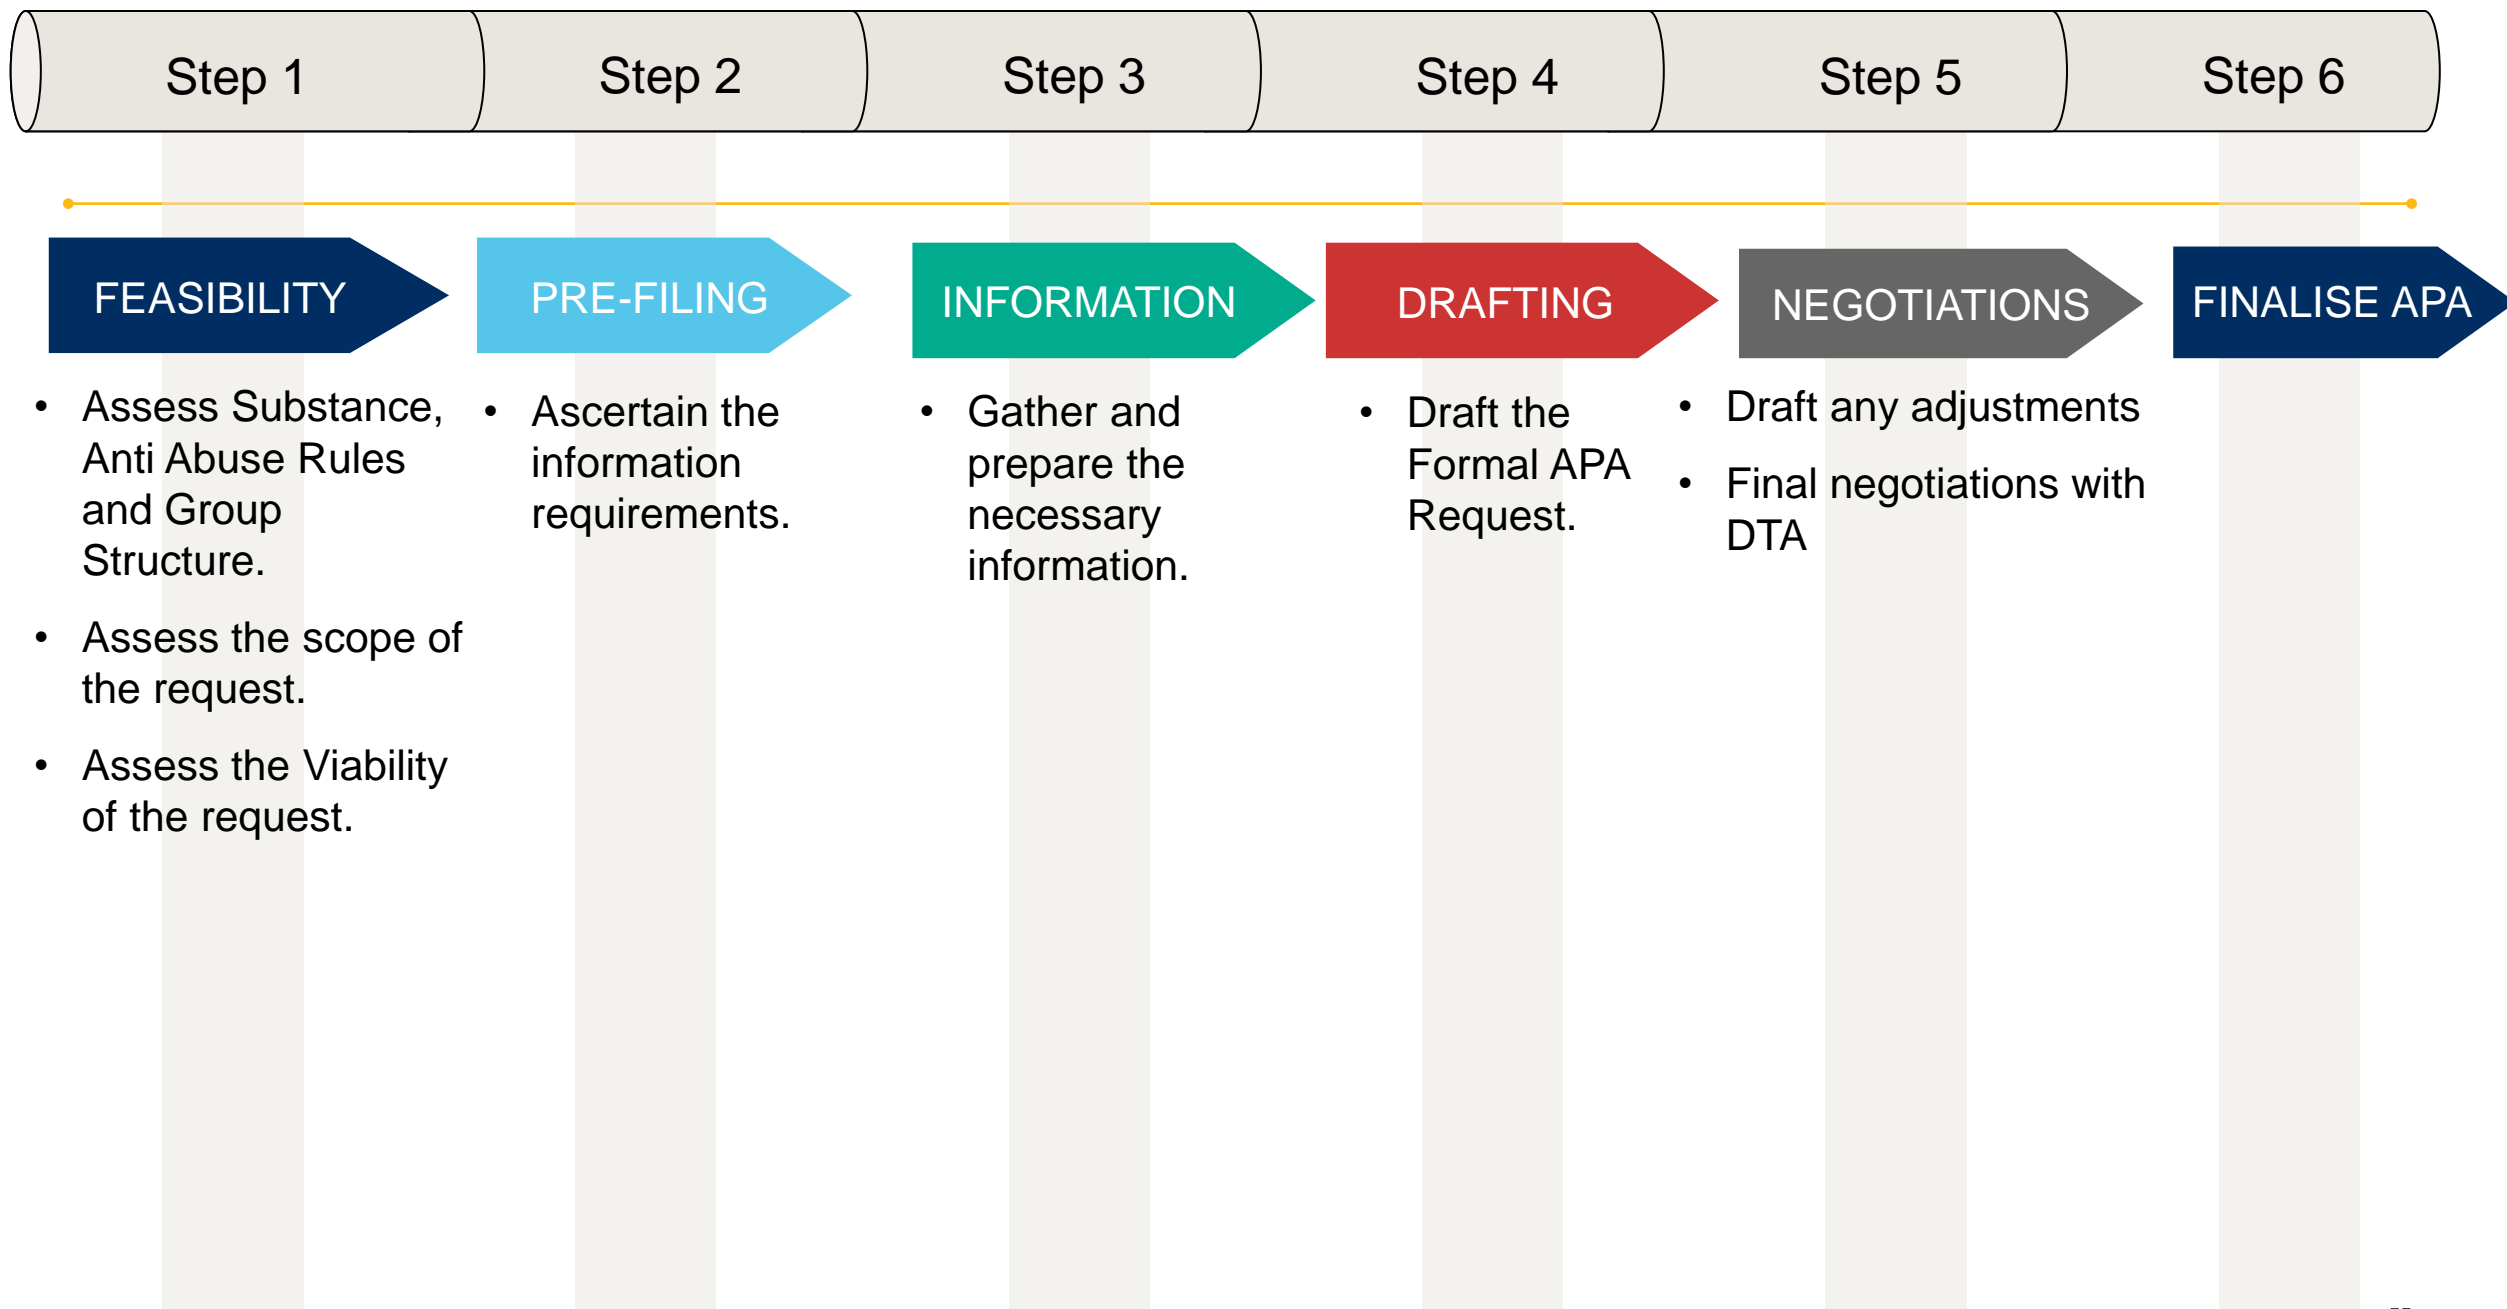 Step 1
Step 2
Step 3
Step 4
Step 5
Step 6
FEASIBILITY
PRE-FILING
INFORMATION
DRAFTING
NEGOTIATIONS
FINALISE APA
• Assess Substance,
Anti Abuse Rules
and Group
Structure.
• Assess the scope of
the request.
• Assess the Viability
of the request.
• Ascertain the
information
requirements.
• Gather and
prepare the
necessary
information.
• Draft the
Formal APA
Request.
• Draft any adjustments
• Final negotiations with
DTA